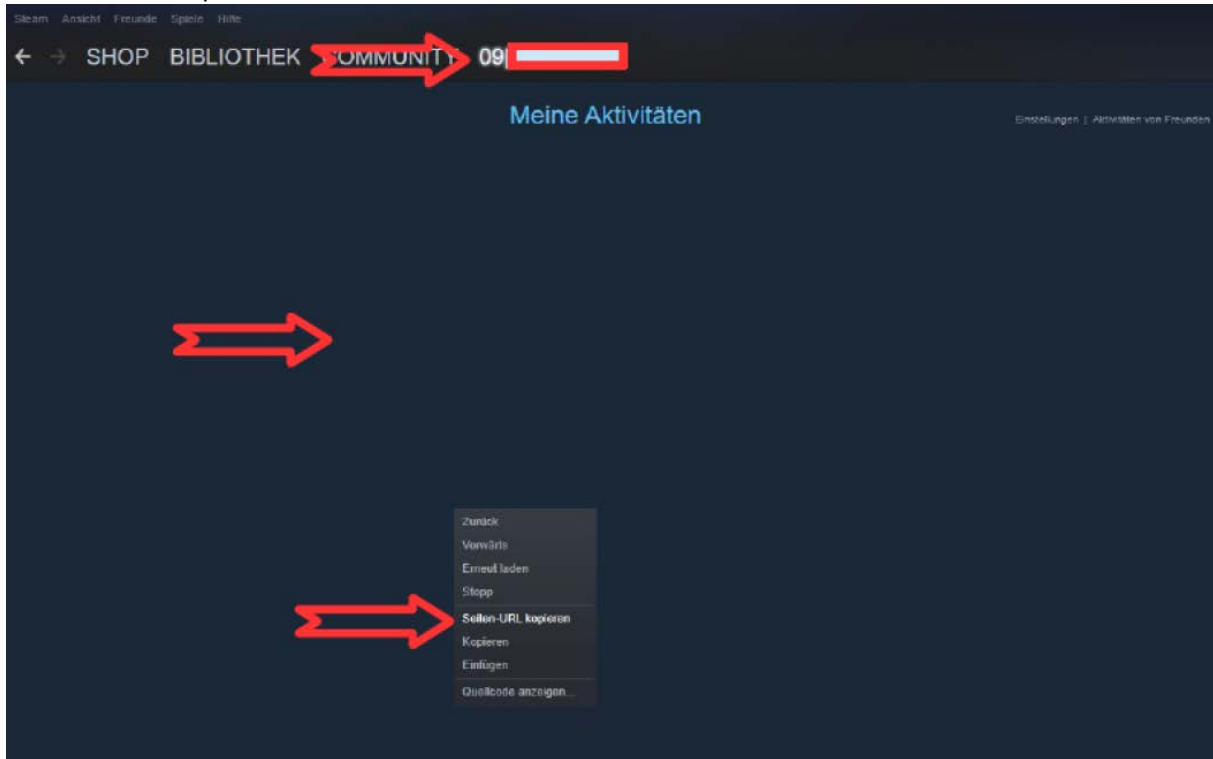 Steam Ansicht Freunde Spiele Hilfe
SHOP BIBLIOTHEK COMMUNITY 09
Meine Aktivitäten
Einstellungen | Aktivitäten von Freunden
Zurück
Vorwärts
Erneut laden
Stopp
Seiten-URL kopieren
Kopieren
Einfügen
Quellcode anzeigen...